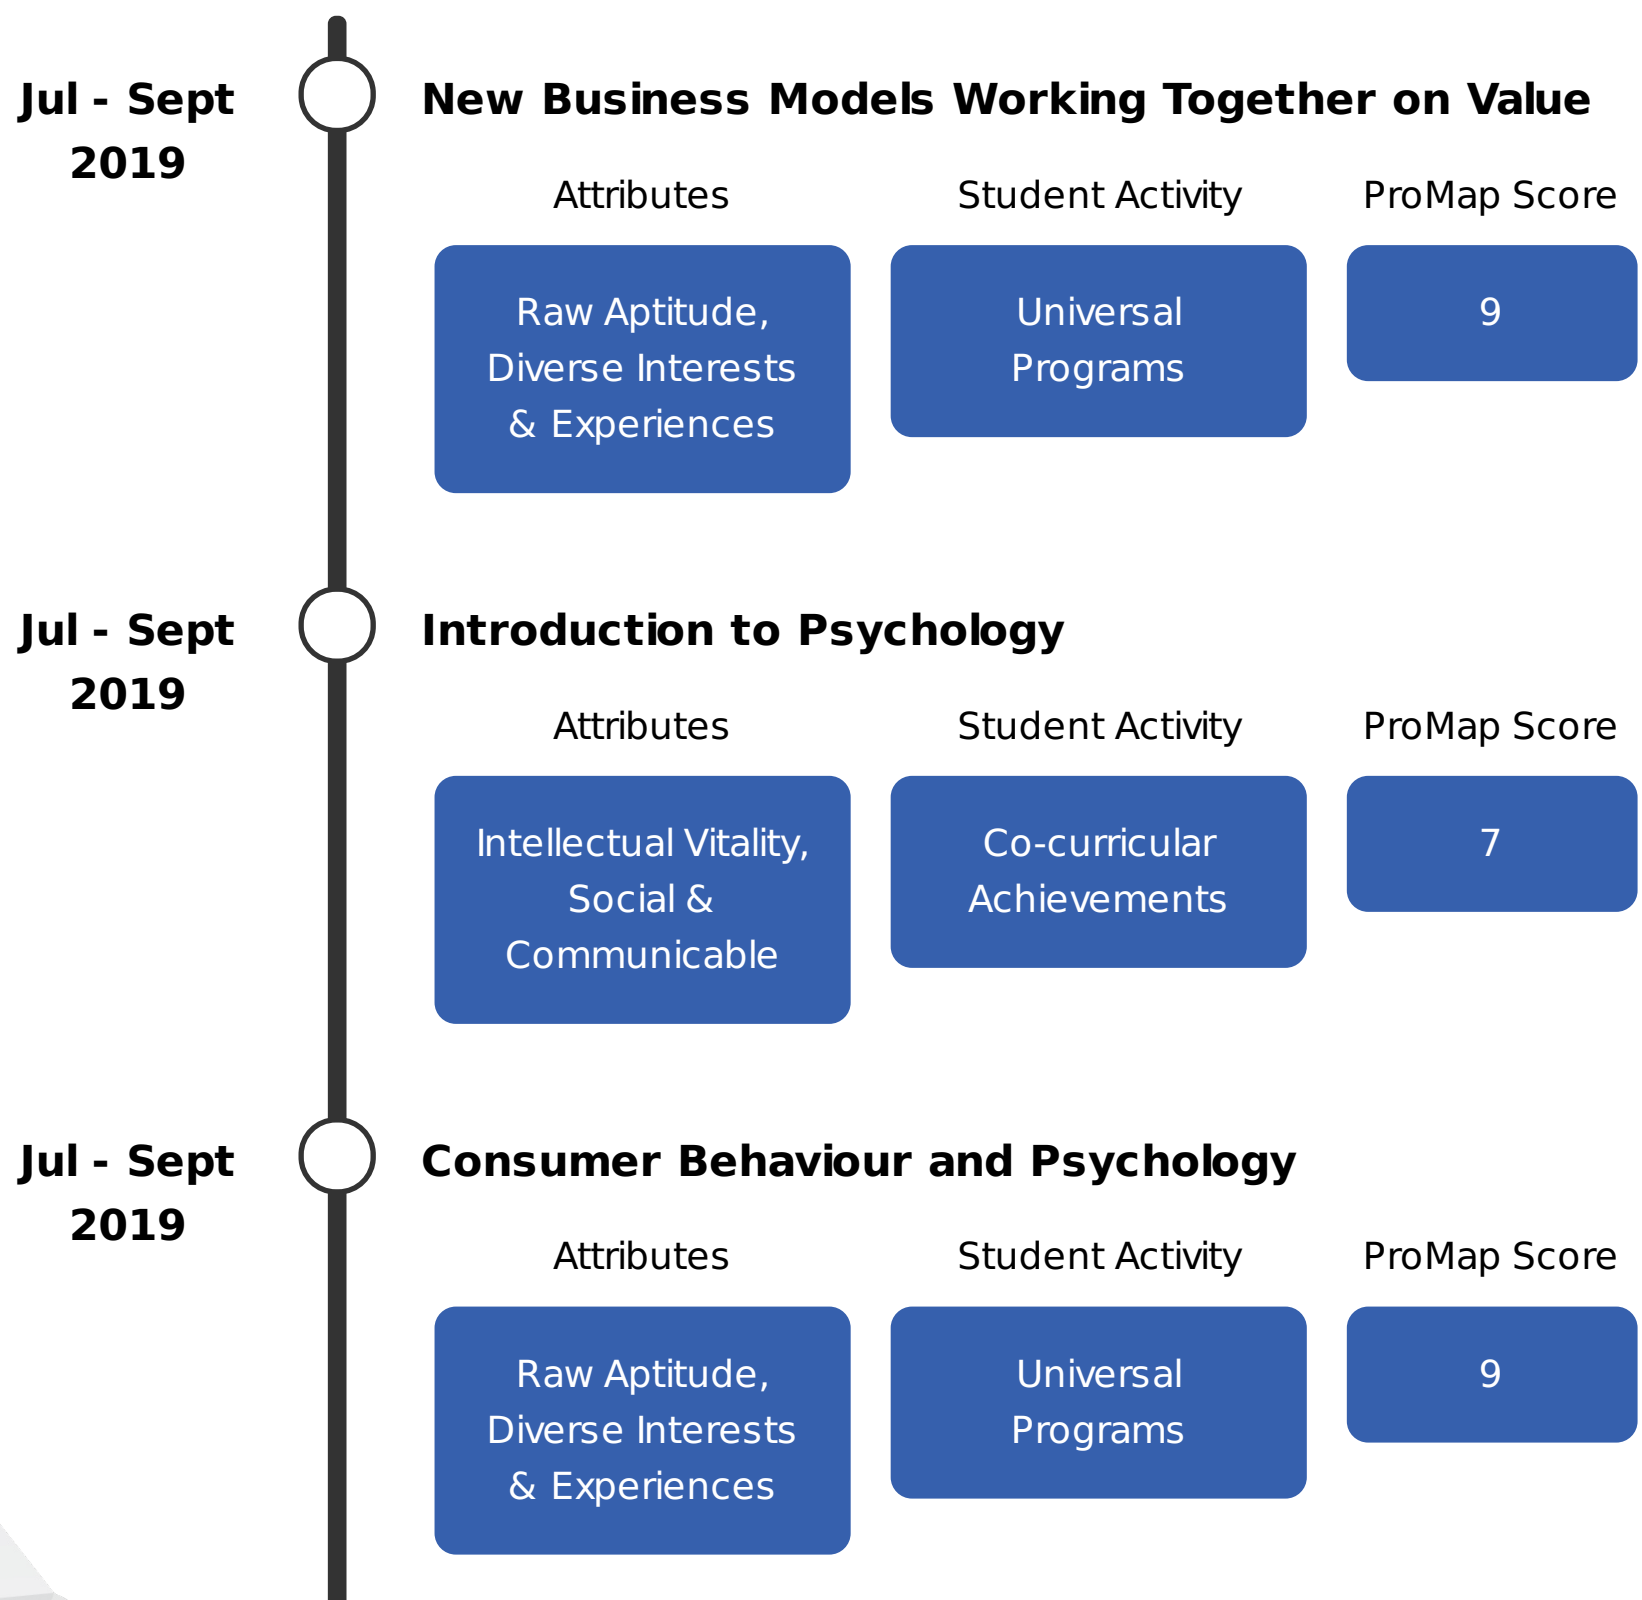 Jul - Sept
2019
New Business Models Working Together on Value
Attributes
Student Activity
ProMap Score
Raw Aptitude,
Diverse Interests
& Experiences
Universal
Programs
9
Jul - Sept
2019
Introduction to Psychology
Attributes
Student Activity
ProMap Score
Intellectual Vitality,
Social &
Communicable
Co-curricular
Achievements
7
Jul - Sept
2019
Consumer Behaviour and Psychology
Attributes
Student Activity
ProMap Score
Raw Aptitude,
Diverse Interests
& Experiences
Universal
Programs
9